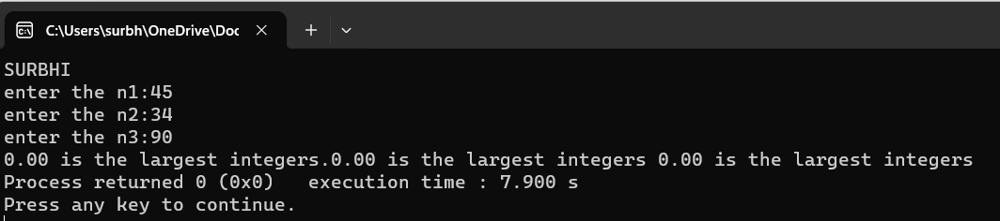 C:\Users\surbh\OneDrive\Doc
SURBHI
enter the n1:45
enter the n2:34
enter the n3:90
0.00 is the largest integers.0.00 is the largest integers 0.00 is the largest integers
Process returned 0 (0x0)   execution time : 7.900 s
Press any key to continue.